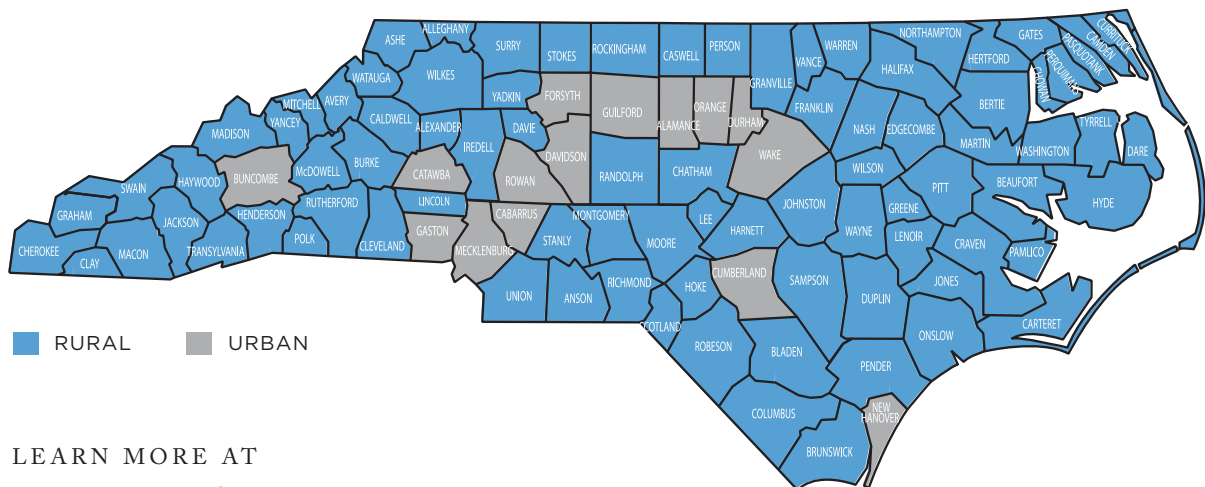 ALLEGHANY
ASHE
SURRY
STOKES
ROCKINGHAM
CASWELL
PERSON
GRANVILLE
VANCE
WARREN
NORTHAMPTON
HALIFAX
HERTFORD
GATES
CURRITUCK
CAMDEN
PASQUOTANK
PERQUIMANS
CHOWAN
BERTIE
WATAUGA
WILKES
YADKIN
FORSYTH
GUILFORD
ALAMANCE
ORANGE
DURHAM
FRANKLIN
NASH
EDGECOMBE
MARTIN
WASHINGTON
TYRRELL
DARE
MITCHELL
AVERY
YANCEY
MADISON
CALDWELL
ALEXANDER
IREDELL
DAVIE
DAVIDSON
RANDOLPH
CHATHAM
WAKE
WILSON
PITT
BEAUFORT
HYDE
SWAIN
HAYWOOD
BUNCOMBE
McDOWELL
BURKE
CATAWBA
ROWAN
LINCOLN
GRAHAM
JACKSON
HENDERSON
RUTHERFORD
CHEROKEE
CLAY
MACON
TRANSYLVANIA
POLK
CLEVELAND
GASTON
MECKLENBURG
CABARRUS
STANLY
MONTGOMERY
MOORE
LEE
HARNETT
JOHNSTON
WAYNE
GREENE
LENOIR
CRAVEN
PAMLICO
UNION
ANSON
RICHMOND
SCOTLAND
HOKE
CUMBERLAND
SAMPSON
DUPLIN
JONES
ONSLOW
CARTERET
ROBESON
BLADEN
PENDER
COLUMBUS
BRUNSWICK
NEW
HANOVER
RURAL
URBAN
LEARN MORE AT